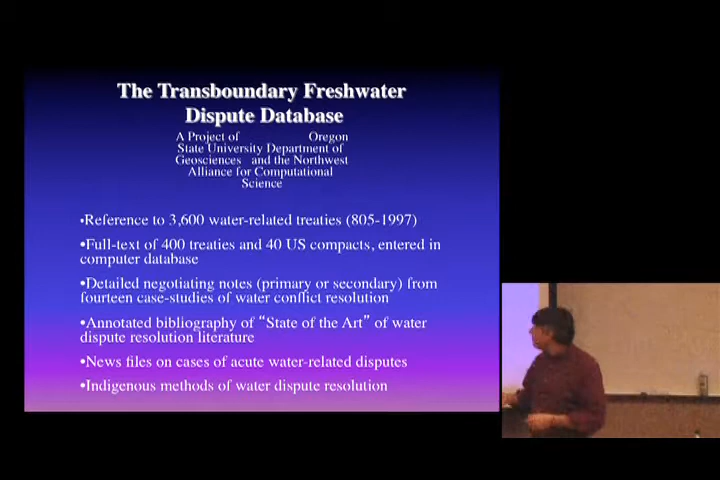 The Transboundary Freshwater
Dispute Database
A Project of Oregon
State University Department of
Geosciences and the Northwest
Alliance for Computational
Science
•Reference to 3,600 water-related treaties (805-1997)
•Full-text of 400 treaties and 40 US compacts, entered in
computer database
•Detailed negotiating notes (primary or secondary) from
fourteen case-studies of water conflict resolution
•Annotated bibliography of “State of the Art” of water
dispute resolution literature
•News files on cases of acute water-related disputes
•Indigenous methods of water dispute resolution